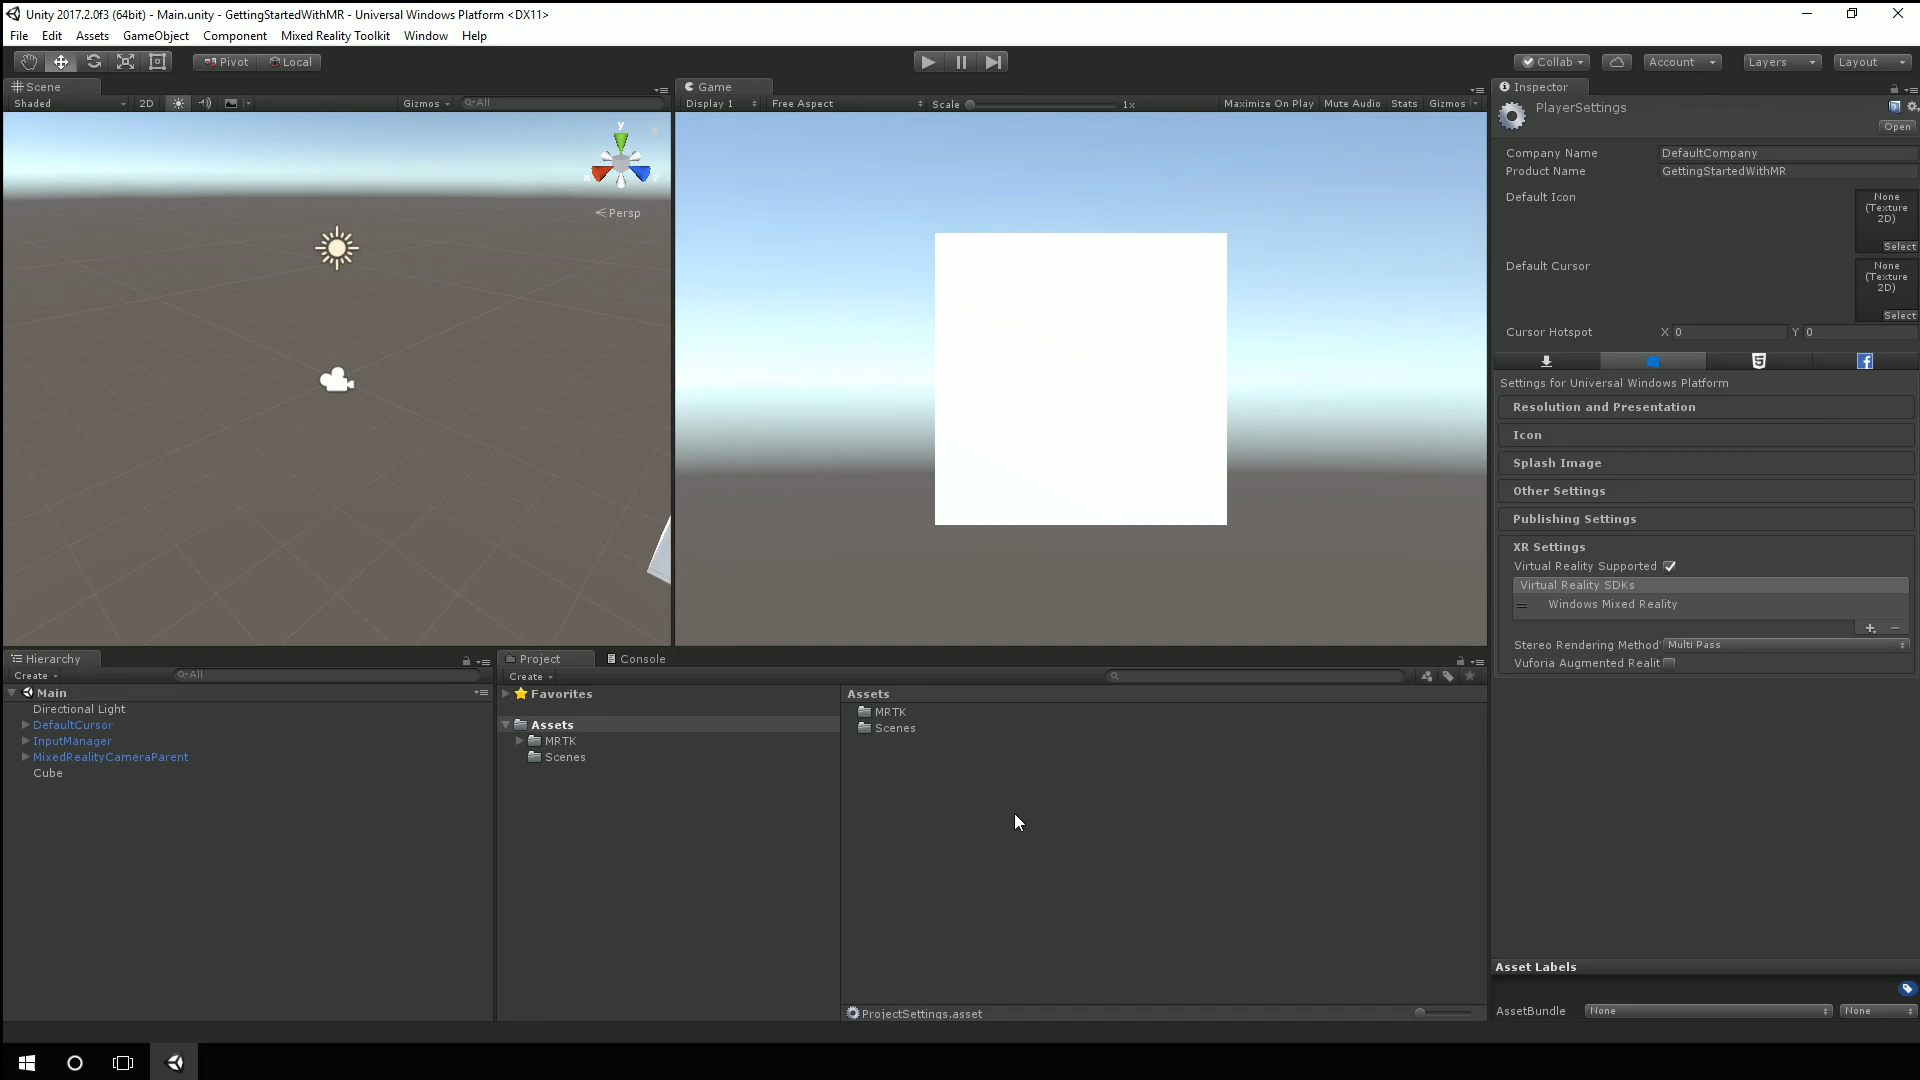 Unity 2017.2.0f3 (64bit) - Main.unity - GettingStartedWithMR - Universal Windows Platform <DX11>
File Edit Assets GameObject Component Mixed Reality Toolkit Window Help
Pivot Local Collab Account Layers Layout
Scene
Shaded 2D Gizmos All
y
x z
Persp
Game
Display 1 Free Aspect Scale 1x Maximize On Play Mute Audio Stats Gizmos
Inspector
PlayerSettings
Open
Company Name DefaultCompany
Product Name GettingStartedWithMR
Default Icon
None
(Texture
2D)
Select
Default Cursor
None
(Texture
2D)
Select
Cursor Hotspot X 0 Y 0
Settings for Universal Windows Platform
Resolution and Presentation
Icon
Splash Image
Other Settings
Publishing Settings
XR Settings
Virtual Reality Supported
Virtual Reality SDKs
Windows Mixed Reality
Stereo Rendering Method Multi Pass
Vuforia Augmented Realit
Asset Labels
AssetBundle None None
Hierarchy
Create All
Main
Directional Light
DefaultCursor
InputManager
MixedRealityCameraParent
Cube
Project Console
Create
Favorites
Assets
MRTK
Scenes
Assets
MRTK
Scenes
ProjectSettings.asset